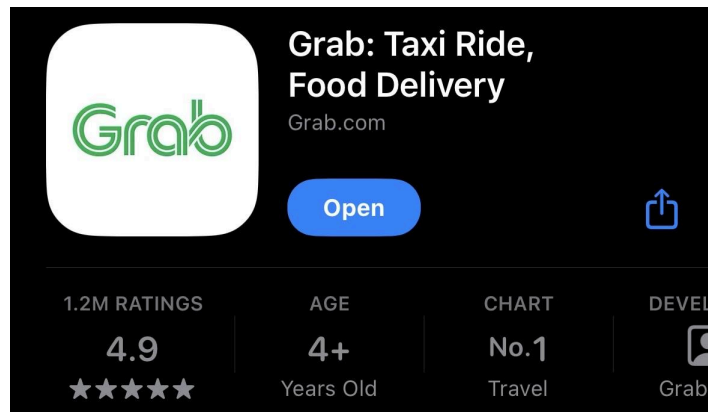 Grab: Taxi Ride,
Food Delivery
Grab
Grab.com
Open
1.2M RATINGS
AGE
CHART
DEVEL
4.9
4+
No.1
Years Old
Travel
Grab